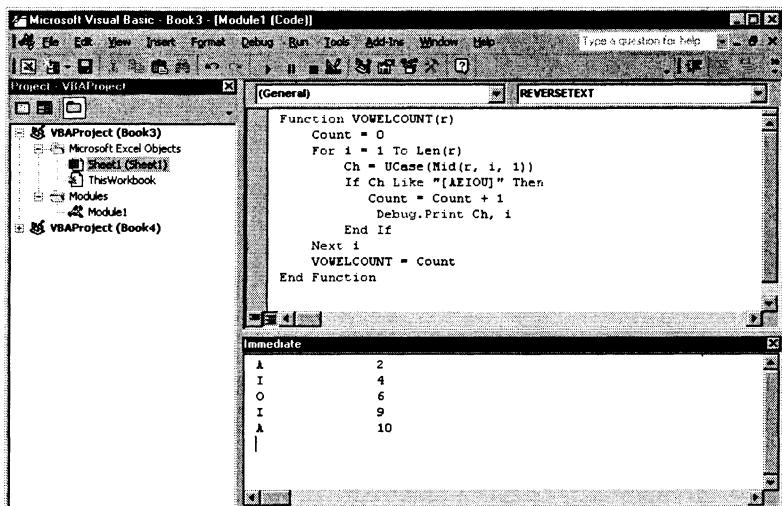 Microsoft Visual Basic - Book3 - [Module1 (Code)]
File Edit View Insert Format Debug Run Tools Add-Ins Window Help Type a question for help
Project - VBAProject
VBAProject (Book3)
Microsoft Excel Objects
Sheet1 (Sheet1)
ThisWorkbook
Modules
Module1
VBAProject (Book4)
(General) REVERSETEXT
Function VOWELCOUNT(r)
Count = 0
For i = 1 To Len(r)
Ch = UCase(Mid(r, i, 1))
If Ch Like "[AEIOU]" Then
Count = Count + 1
Debug.Print Ch, i
End If
Next i
VOWELCOUNT = Count
End Function
Immediate
A 2
I 4
O 6
I 9
A 10